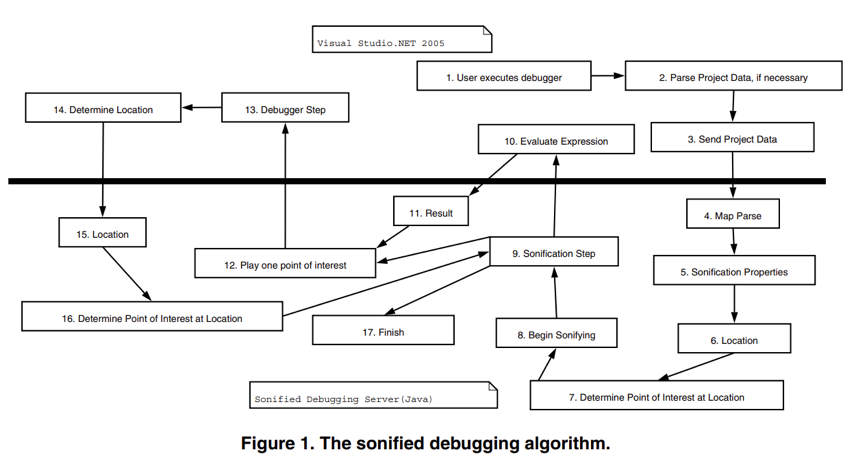 Visual Studio.NET 2005
1. User executes debugger
2. Parse Project Data, if necessary
14. Determine Location
13. Debugger Step
10. Evaluate Expression
3. Send Project Data
11. Result
4. Map Parse
15. Location
12. Play one point of interest
9. Sonification Step
5. Sonification Properties
16. Determine Point of Interest at Location
17. Finish
8. Begin Sonifying
6. Location
7. Determine Point of Interest at Location
Sonified Debugging Server(Java)
Figure 1. The sonified debugging algorithm.